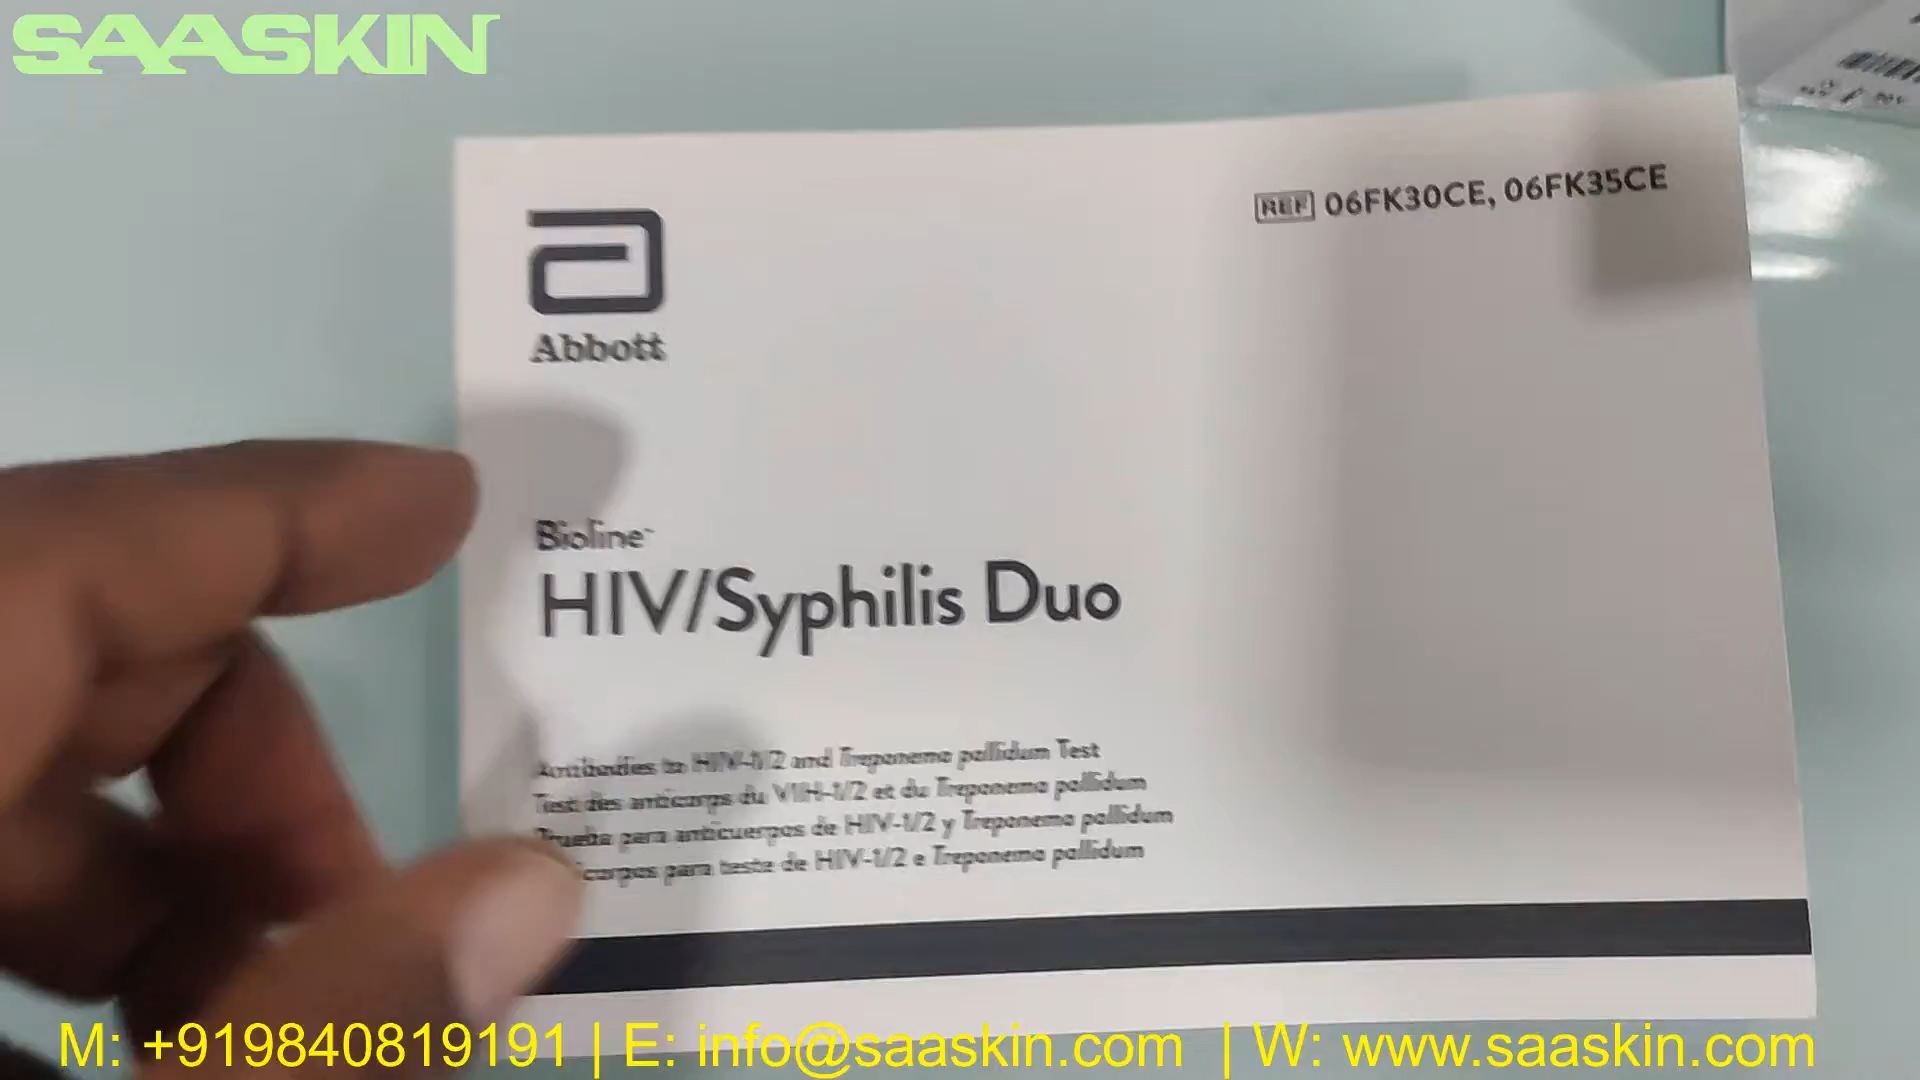 SAASKIN
REF 06FK30CE, 06FK35CE
Abbott
Bioline™
HIV/Syphilis Duo
Antibodies to HIV-1/2 and Treponema pallidum Test
Test des anticorps du VIH-1/2 et du Treponema pallidum
Prueba para anticuerpos de HIV-1/2 y Treponema pallidum
para teste de HIV-1/2 e Treponema pallidum
M: +919840819191 | E: info@saaskin.com | W: www.saaskin.com